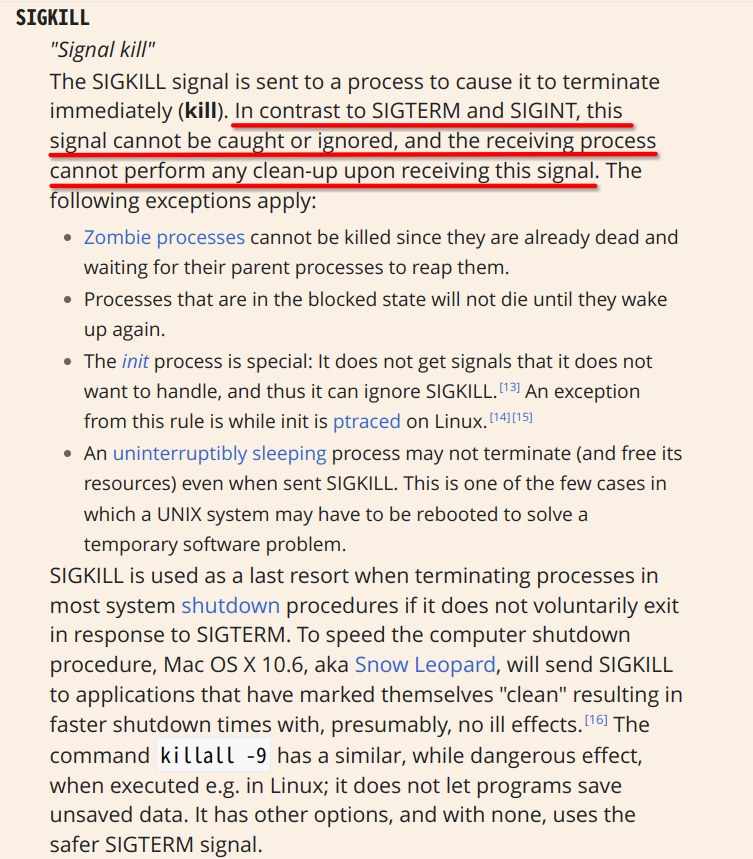 SIGKILL
"Signal kill"
The SIGKILL signal is sent to a process to cause it to terminate
immediately (kill). In contrast to SIGTERM and SIGINT, this
signal cannot be caught or ignored, and the receiving process
cannot perform any clean-up upon receiving this signal. The
following exceptions apply:
• Zombie processes cannot be killed since they are already dead and
waiting for their parent processes to reap them.
• Processes that are in the blocked state will not die until they wake
up again.
• The init process is special: It does not get signals that it does not
want to handle, and thus it can ignore SIGKILL.[13] An exception
from this rule is while init is ptraced on Linux.[14][15]
• An uninterruptibly sleeping process may not terminate (and free its
resources) even when sent SIGKILL. This is one of the few cases in
which a UNIX system may have to be rebooted to solve a
temporary software problem.
SIGKILL is used as a last resort when terminating processes in
most system shutdown procedures if it does not voluntarily exit
in response to SIGTERM. To speed the computer shutdown
procedure, Mac OS X 10.6, aka Snow Leopard, will send SIGKILL
to applications that have marked themselves "clean" resulting in
faster shutdown times with, presumably, no ill effects.[16] The
command killall -9 has a similar, while dangerous effect,
when executed e.g. in Linux; it does not let programs save
unsaved data. It has other options, and with none, uses the
safer SIGTERM signal.